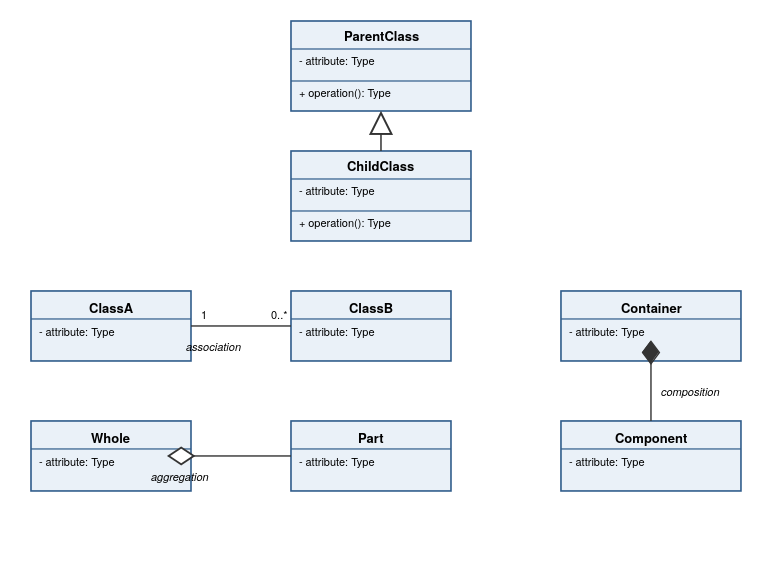 ParentClass
- attribute: Type
+ operation(): Type
ChildClass
- attribute: Type
+ operation(): Type
ClassA
- attribute: Type
1
0..*
association
ClassB
- attribute: Type
Container
- attribute: Type
composition
Whole
- attribute: Type
aggregation
Part
- attribute: Type
Component
- attribute: Type